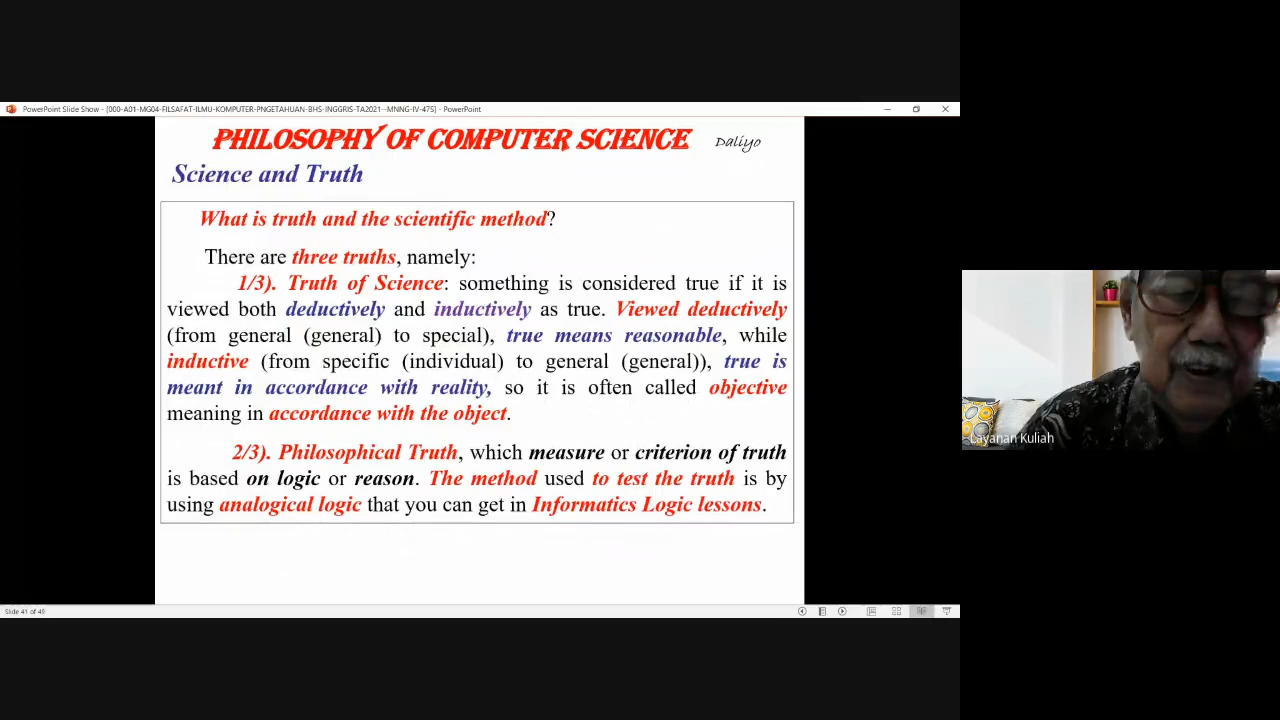 PowerPoint Slide Show - [000-A01-MG04-FILSAFAT-ILMU-KOMPUTER-PNGETAHUAN-BHS-INGGRIS-TA2021--MNNG-IV-475] - PowerPoint
PHILOSOPHY OF COMPUTER SCIENCE Daliyo
Science and Truth
What is truth and the scientific method?
There are three truths, namely:
1/3). Truth of Science: something is considered true if it is
viewed both deductively and inductively as true. Viewed deductively
(from general (general) to special), true means reasonable, while
inductive (from specific (individual) to general (general)), true is
meant in accordance with reality, so it is often called objective
meaning in accordance with the object.
2/3). Philosophical Truth, which measure or criterion of truth
is based on logic or reason. The method used to test the truth is by
using analogical logic that you can get in Informatics Logic lessons.
Slide 41 of 49
Layanan Kuliah